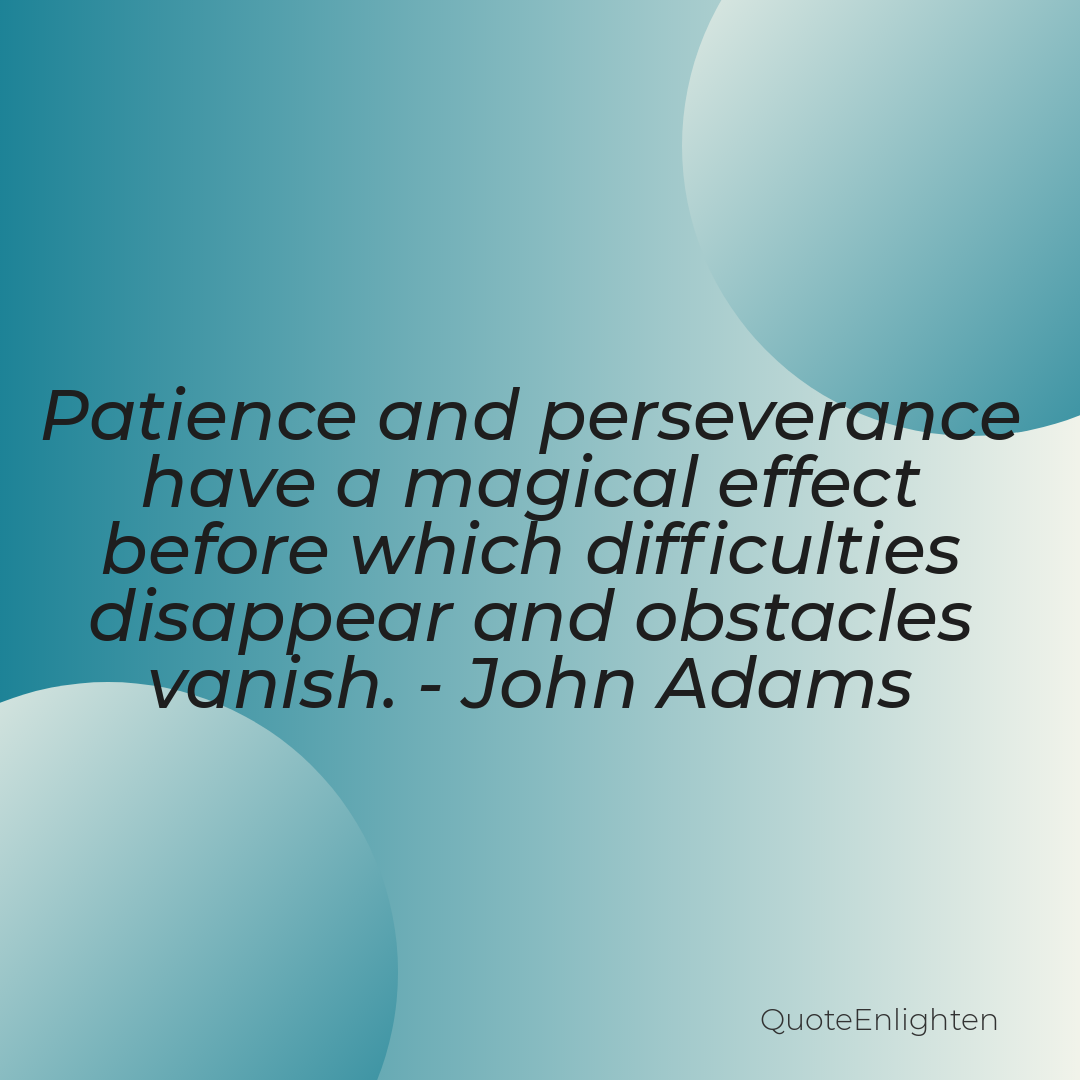 Patience and perseverance
have a magical effect
before which difficulties
disappear and obstacles
vanish. - John Adams
QuoteEnlighten